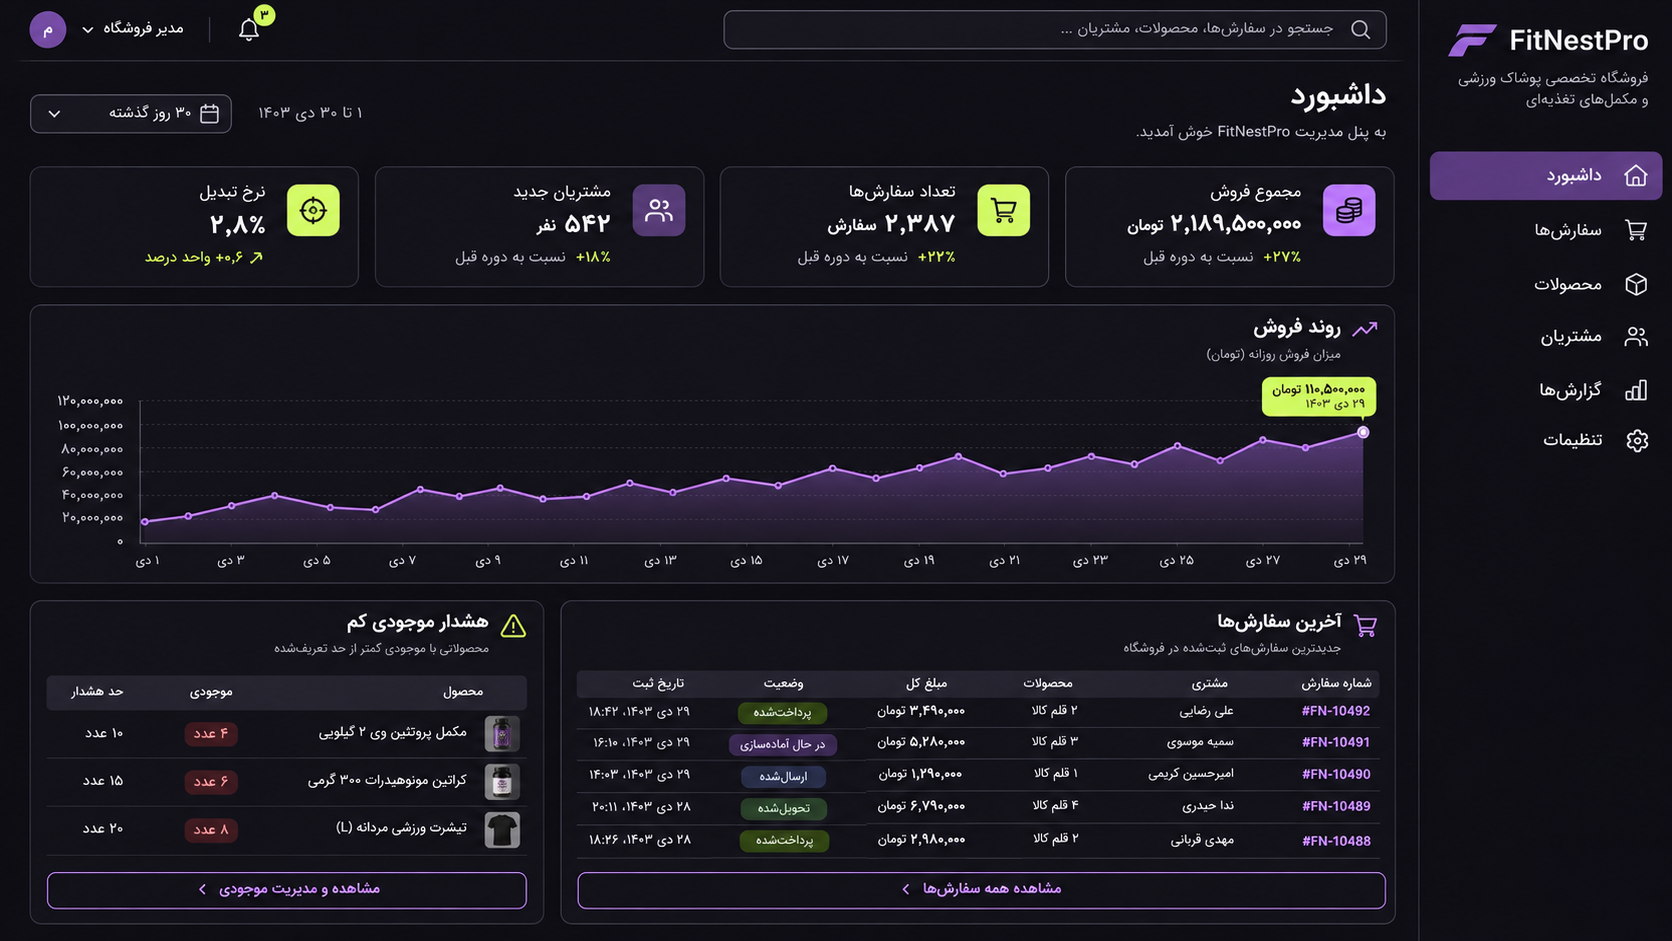 FitNestPro
فروشگاه تخصصی پوشاک ورزشی
و مکمل‌های تغذیه‌ای
داشبورد
سفارش‌ها
محصولات
مشتریان
گزارش‌ها
تنظیمات
جستجو در سفارش‌ها، محصولات، مشتریان ...
۳
مدیر فروشگاه
م
داشبورد
به پنل مدیریت FitNestPro خوش آمدید.
۱ تا ۳۰ دی ۱۴۰۳
۳۰ روز گذشته
مجموع فروش
۲,۱۸۹,۵۰۰,۰۰۰ تومان
+۲۷% نسبت به دوره قبل
تعداد سفارش‌ها
۲,۳۸۷ سفارش
+۲۲% نسبت به دوره قبل
مشتریان جدید
۵۴۲ نفر
+۱۸% نسبت به دوره قبل
نرخ تبدیل
۲,۸%
+۰,۶ واحد درصد
روند فروش
میزان فروش روزانه (تومان)
۱۱۰,۵۰۰,۰۰۰ تومان
۲۹ دی ۱۴۰۳
۱۲۰,۰۰۰,۰۰۰
۱۰۰,۰۰۰,۰۰۰
۸۰,۰۰۰,۰۰۰
۶۰,۰۰۰,۰۰۰
۴۰,۰۰۰,۰۰۰
۲۰,۰۰۰,۰۰۰
۰
۱ دی ۳ دی ۵ دی ۷ دی ۹ دی ۱۱ دی ۱۳ دی ۱۵ دی ۱۷ دی ۱۹ دی ۲۱ دی ۲۳ دی ۲۵ دی ۲۷ دی ۲۹ دی
آخرین سفارش‌ها
جدیدترین سفارش‌های ثبت‌شده در فروشگاه
شماره سفارش مشتری محصولات مبلغ کل وضعیت تاریخ ثبت
#FN-10492 علی رضایی ۲ قلم کالا ۳,۴۹۰,۰۰۰ تومان پرداخت‌شده ۲۹ دی ۱۴۰۳، ۱۸:۴۲
#FN-10491 سمیه موسوی ۳ قلم کالا ۵,۲۸۰,۰۰۰ تومان در حال آماده‌سازی ۲۹ دی ۱۴۰۳، ۱۶:۱۰
#FN-10490 امیرحسین کریمی ۱ قلم کالا ۱,۲۹۰,۰۰۰ تومان ارسال‌شده ۲۹ دی ۱۴۰۳، ۱۴:۰۳
#FN-10489 ندا حیدری ۴ قلم کالا ۶,۷۹۰,۰۰۰ تومان تحویل‌شده ۲۸ دی ۱۴۰۳، ۲۰:۱۱
#FN-10488 مهدی قربانی ۲ قلم کالا ۲,۹۸۰,۰۰۰ تومان پرداخت‌شده ۲۸ دی ۱۴۰۳، ۱۸:۲۶
مشاهده همه سفارش‌ها
هشدار موجودی کم
محصولاتی با موجودی کمتر از حد تعریف‌شده
محصول موجودی حد هشدار
مکمل پروتئین وی ۲ گیلویی ۴ عدد ۱۰ عدد
کراتین مونوهیدرات ۳۰۰ گرمی ۶ عدد ۱۵ عدد
تیشرت ورزشی مردانه (L) ۸ عدد ۲۰ عدد
مشاهده و مدیریت موجودی